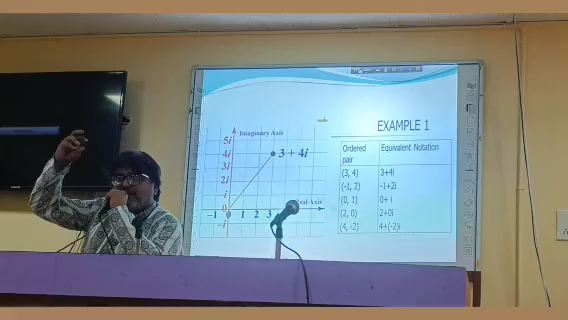 Imaginary Axis
5i
4i
3i
2i
i
0
-i
3 + 4i
-1 0 1 2 3
Real Axis
EXAMPLE 1
Ordered pair Equivalent Notation
(3, 4) 3+4i
(-1, 2) -1+2i
(0, 1) 0+ i
(2, 0) 2+0i
(4, -2) 4+(-2)i